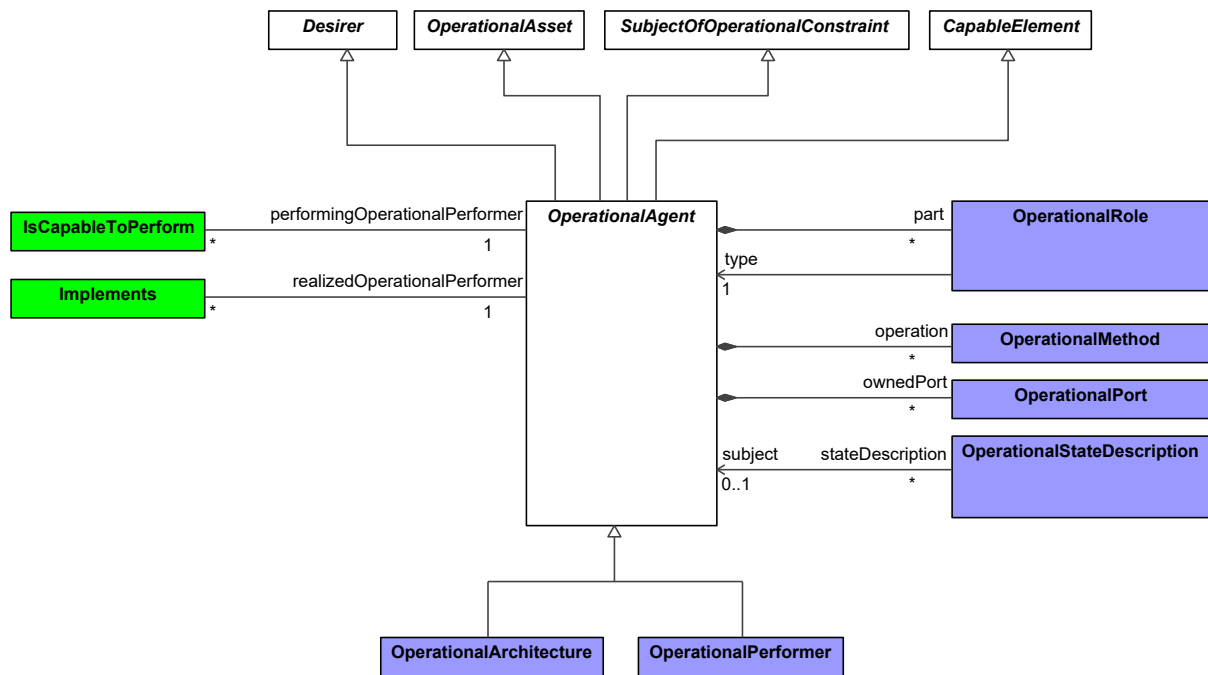 Desirer
OperationalAsset
SubjectOfOperationalConstraint
CapableElement
IsCapableToPerform
performingOperationalPerformer
*
1
OperationalAgent
part
*
OperationalRole
type
1
Implements
realizedOperationalPerformer
*
1
operation
*
OperationalMethod
ownedPort
*
OperationalPort
subject
0..1
stateDescription
*
OperationalStateDescription
OperationalArchitecture
OperationalPerformer